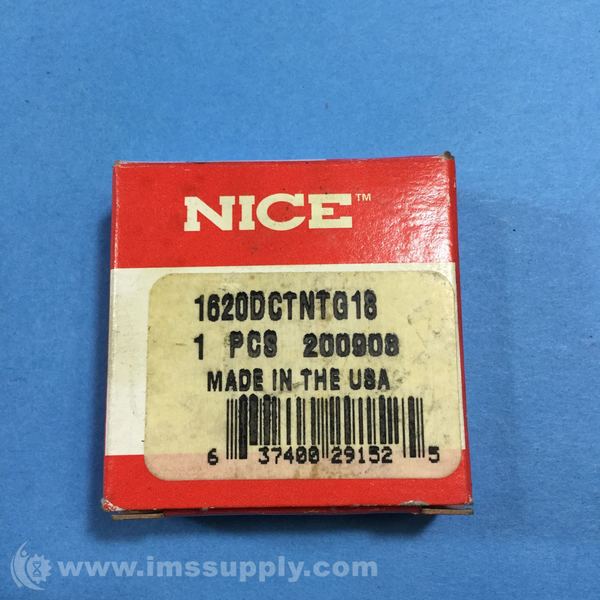 NICE™
1620DCTNTG18
1 PCS 200908
MADE IN THE USA
6 37400 29152 5
www.imssupply.com